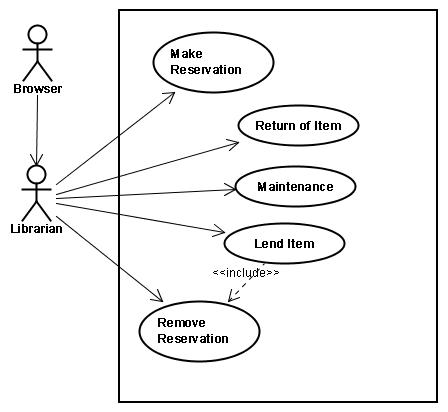 Make
Reservation
Browser
Return of Item
Maintenance
Librarian
Lend Item
<<include>>
Remove
Reservation